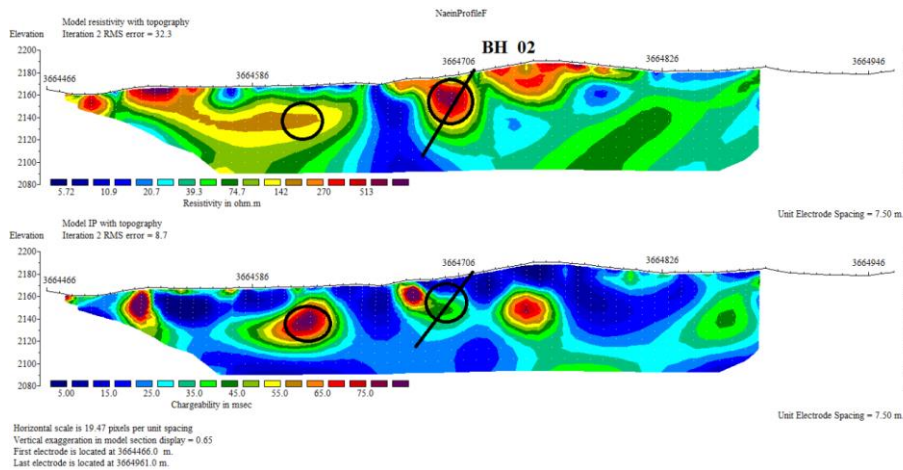 NaeinProfileF
Model resistivity with topography
Iteration 2 RMS error = 32.3
Elevation
BH 02
2200
2180
2160
2140
2120
2100
2080
3664466
3664586
3664706
3664826
3664946
5.72 10.9 20.7 39.3 74.7 142 270 513
Resistivity in ohm.m
Unit Electrode Spacing = 7.50 m.
Model IP with topography
Iteration 2 RMS error = 8.7
Elevation
2200
2180
2160
2140
2120
2100
2080
3664466
3664586
3664706
3664826
3664946
5.00 15.0 25.0 35.0 45.0 55.0 65.0 75.0
Chargeability in msec
Unit Electrode Spacing = 7.50 m.
Horizontal scale is 19.47 pixels per unit spacing
Vertical exaggeration in model section display = 0.65
First electrode is located at 3664466.0 m.
Last electrode is located at 3664961.0 m.